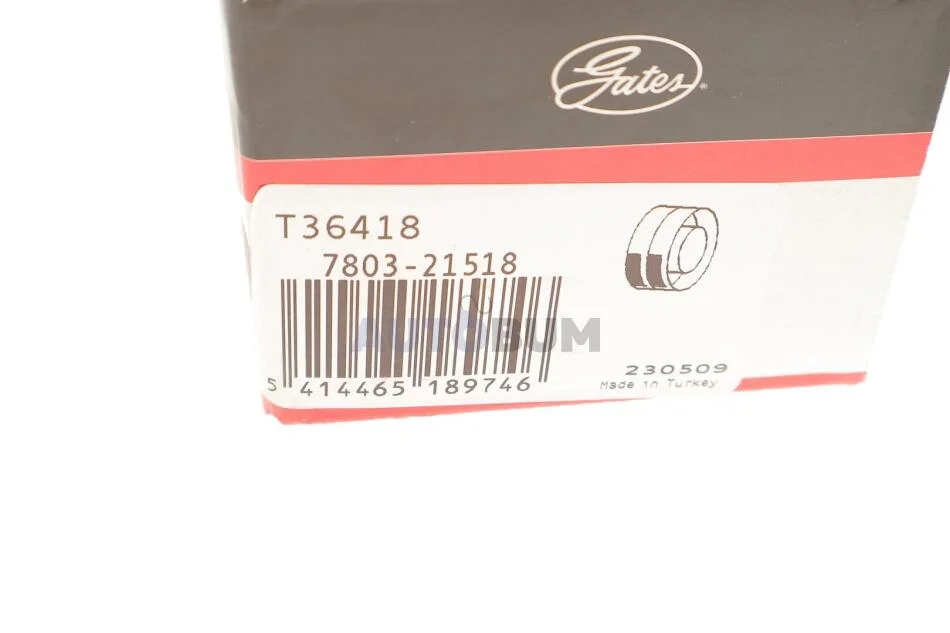 Gates®
T36418
7803-21518
AUTOBUM
5 414465 189746
230509
Made in Turkey